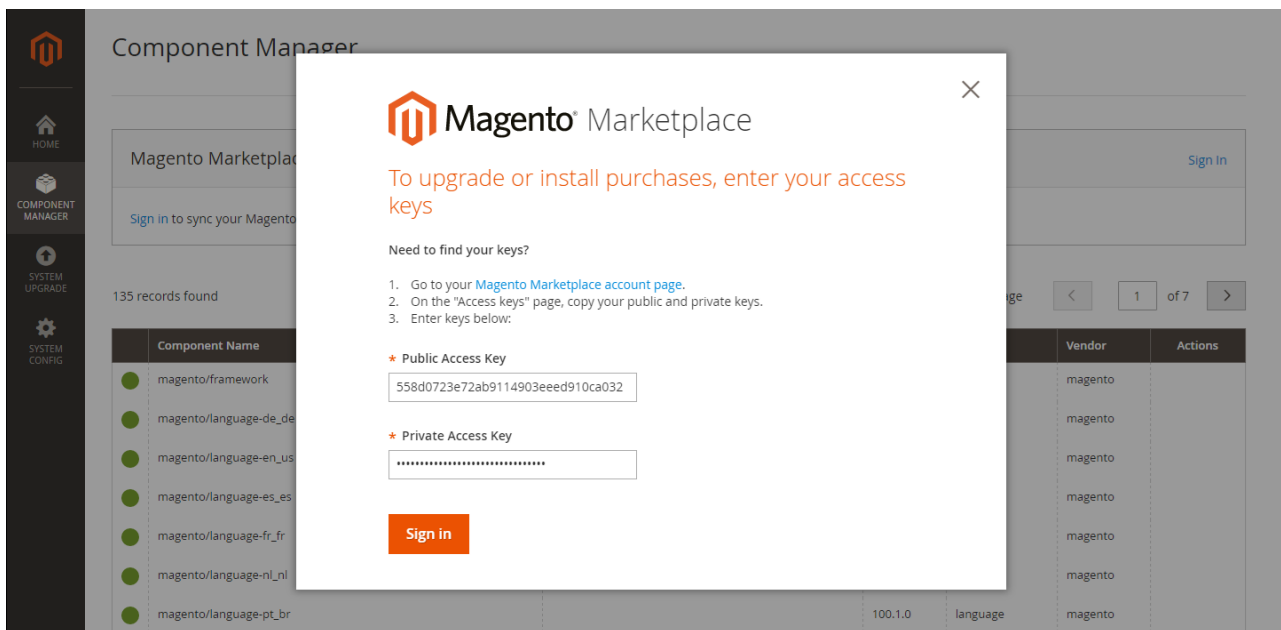 Component Manager
HOME
COMPONENT
MANAGER
SYSTEM
UPGRADE
SYSTEM
CONFIG
Magento Marketplac
Sign In
Sign in to sync your Magento
135 records found
1 of 7
Component Name
Vendor
Actions
magento/framework
magento
magento/language-de_de
magento
magento/language-en_us
magento
magento/language-es_es
magento
magento/language-fr_fr
magento
magento/language-nl_nl
magento
magento/language-pt_br
100.1.0
language
magento
Magento® Marketplace
To upgrade or install purchases, enter your access
keys
Need to find your keys?
1. Go to your Magento Marketplace account page.
2. On the "Access keys" page, copy your public and private keys.
3. Enter keys below:
* Public Access Key
558d0723e72ab9114903eeed910ca032
* Private Access Key
••••••••••••••••••••••••••••••••
Sign in